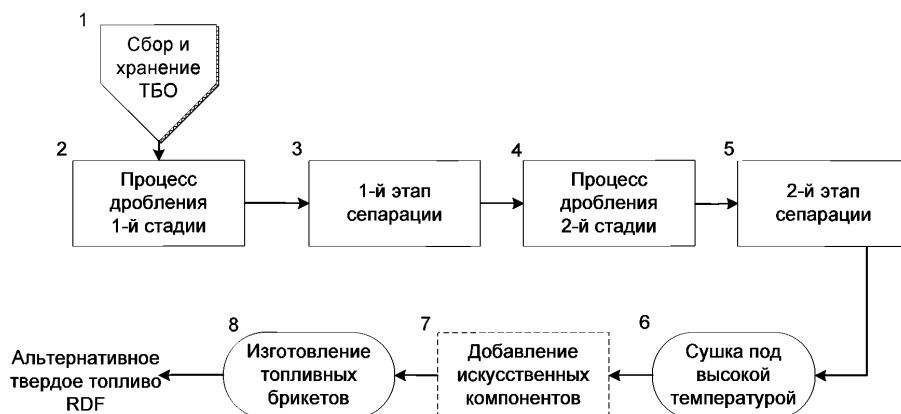 1
Сбор и
хранение
ТБО
2
Процесс
дробления
1-й стадии
3
1-й этап
сепарации
4
Процесс
дробления
2-й стадии
5
2-й этап
сепарации
6
Сушка под
высокой
температурой
7
Добавление
искусственных
компонентов
8
Изготовление
топливных
брикетов
Альтернативное
твердое топливо
RDF